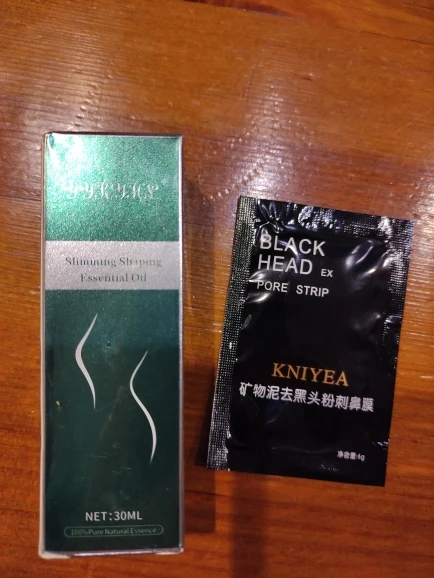 Slimming Shaping
Essential Oil
NET:30ML
100%Pure Natural Essence
BLACK
HEAD EX
PORE STRIP
KNIYEA
矿物泥去黑头粉刺鼻膜
净含量:6g